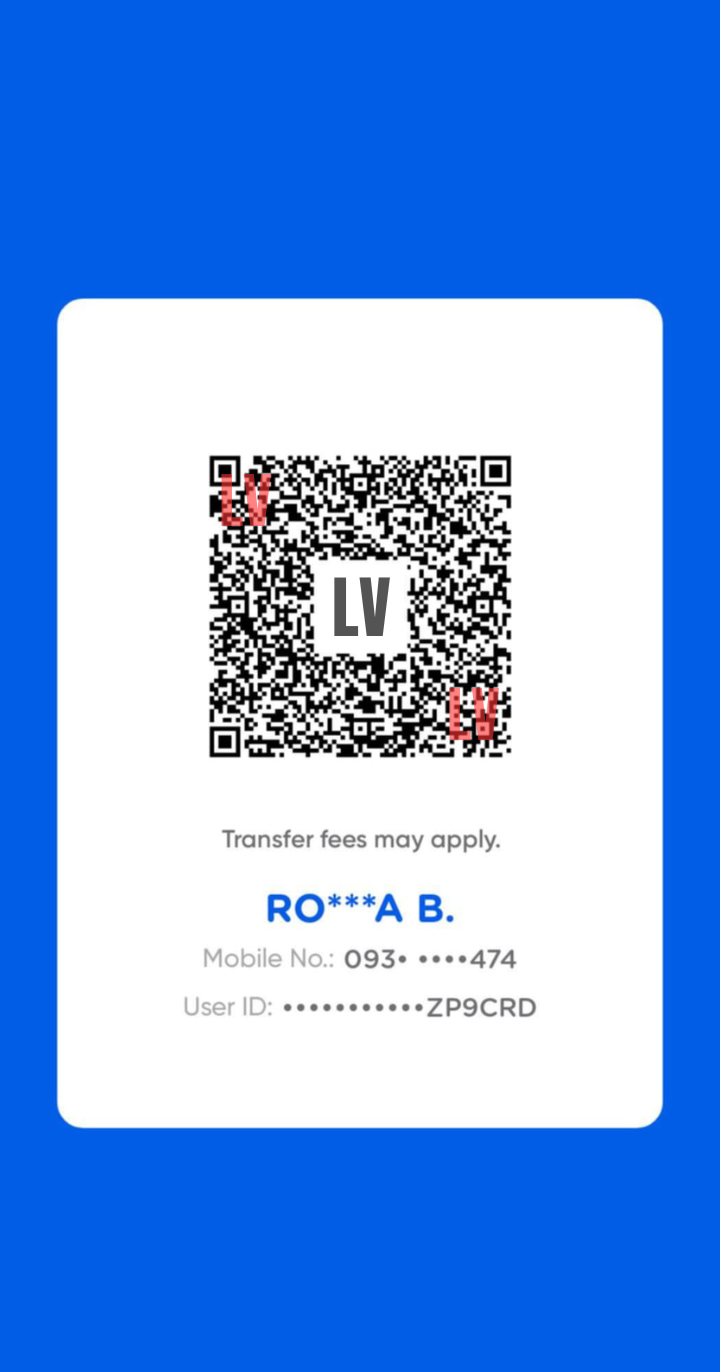 LV
LV
LV
Transfer fees may apply.
RO***A B.
Mobile No.: 093• ••••474
User ID: •••••••••••ZP9CRD